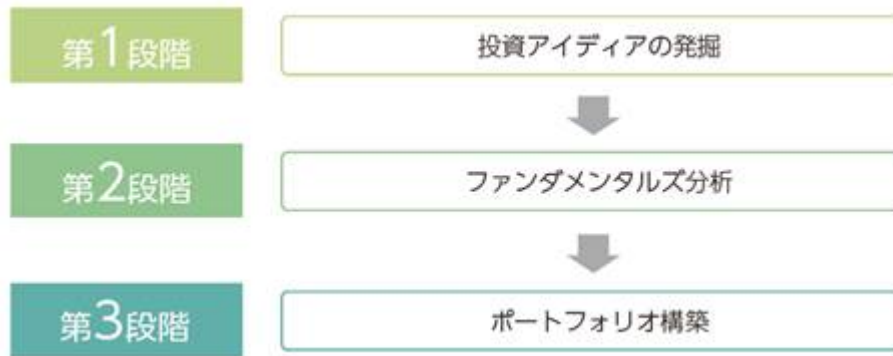 第1段階
投資アイディアの発掘
第2段階
ファンダメンタルズ分析
第3段階
ポートフォリオ構築